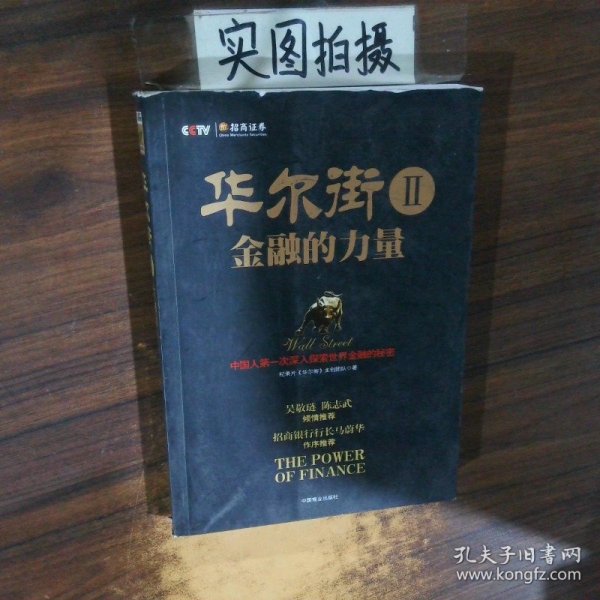 实图拍摄
CCTV 招商证券
China Merchants Securities
华尔街 II
金融的力量
Wall Street
中国人第一次深入探索世界金融的秘密
纪录片《华尔街》主创团队◎著
吴敬琏 陈志武
倾情推荐
招商银行行长马蔚华
作序推荐
THE POWER
OF FINANCE
中国商业出版社
孔夫子旧书网
www.kongfz.com